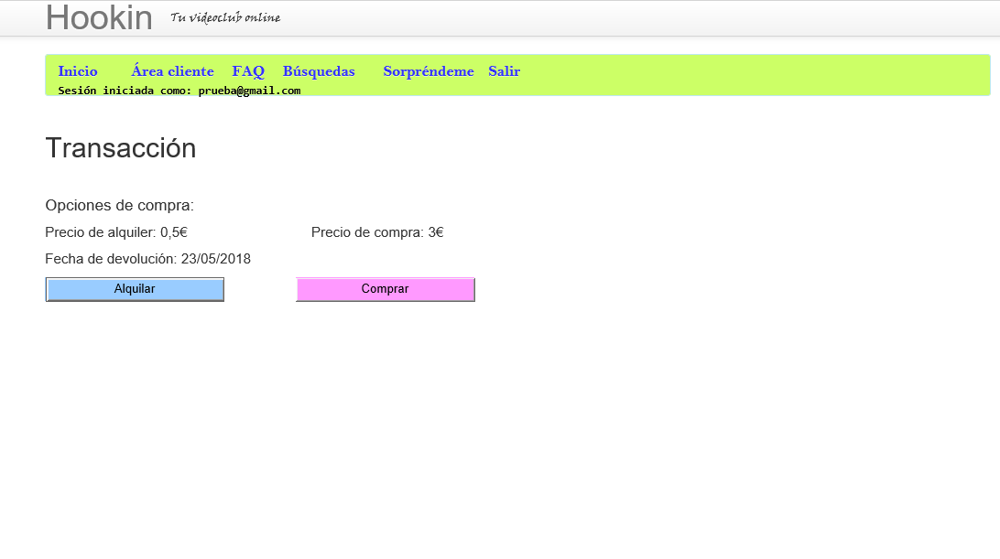 Hookin Tu videoclub online
Inicio Área cliente FAQ Búsquedas Sorpréndeme Salir
Sesión iniciada como: prueba@gmail.com
Transacción
Opciones de compra:
Precio de alquiler: 0,5€ Precio de compra: 3€
Fecha de devolución: 23/05/2018
Alquilar Comprar